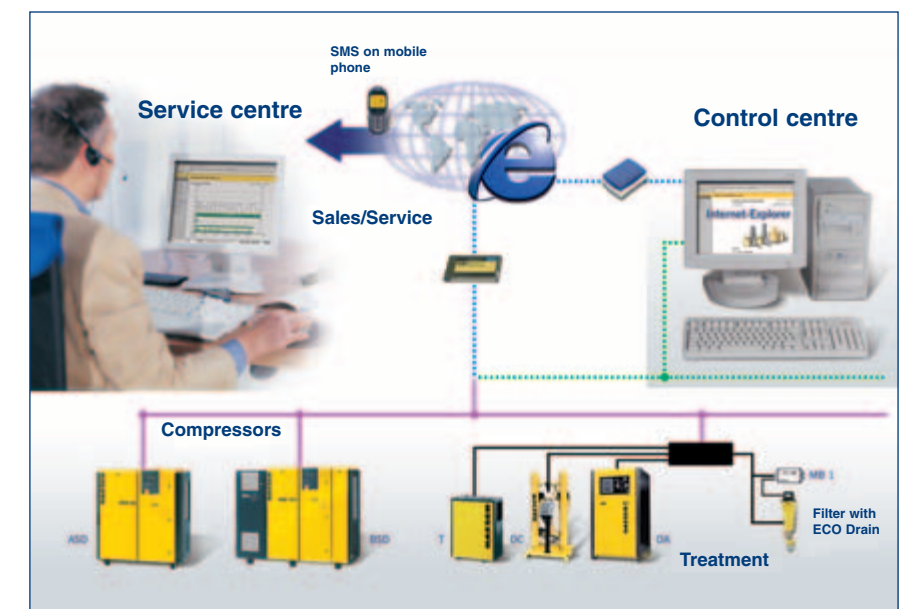 SMS on mobile
phone
Service centre
Control centre
Internet-Explorer
Sales/Service
Compressors
ASD
BSD
T
DC
OA
MB 1
Filter with
ECO Drain
Treatment